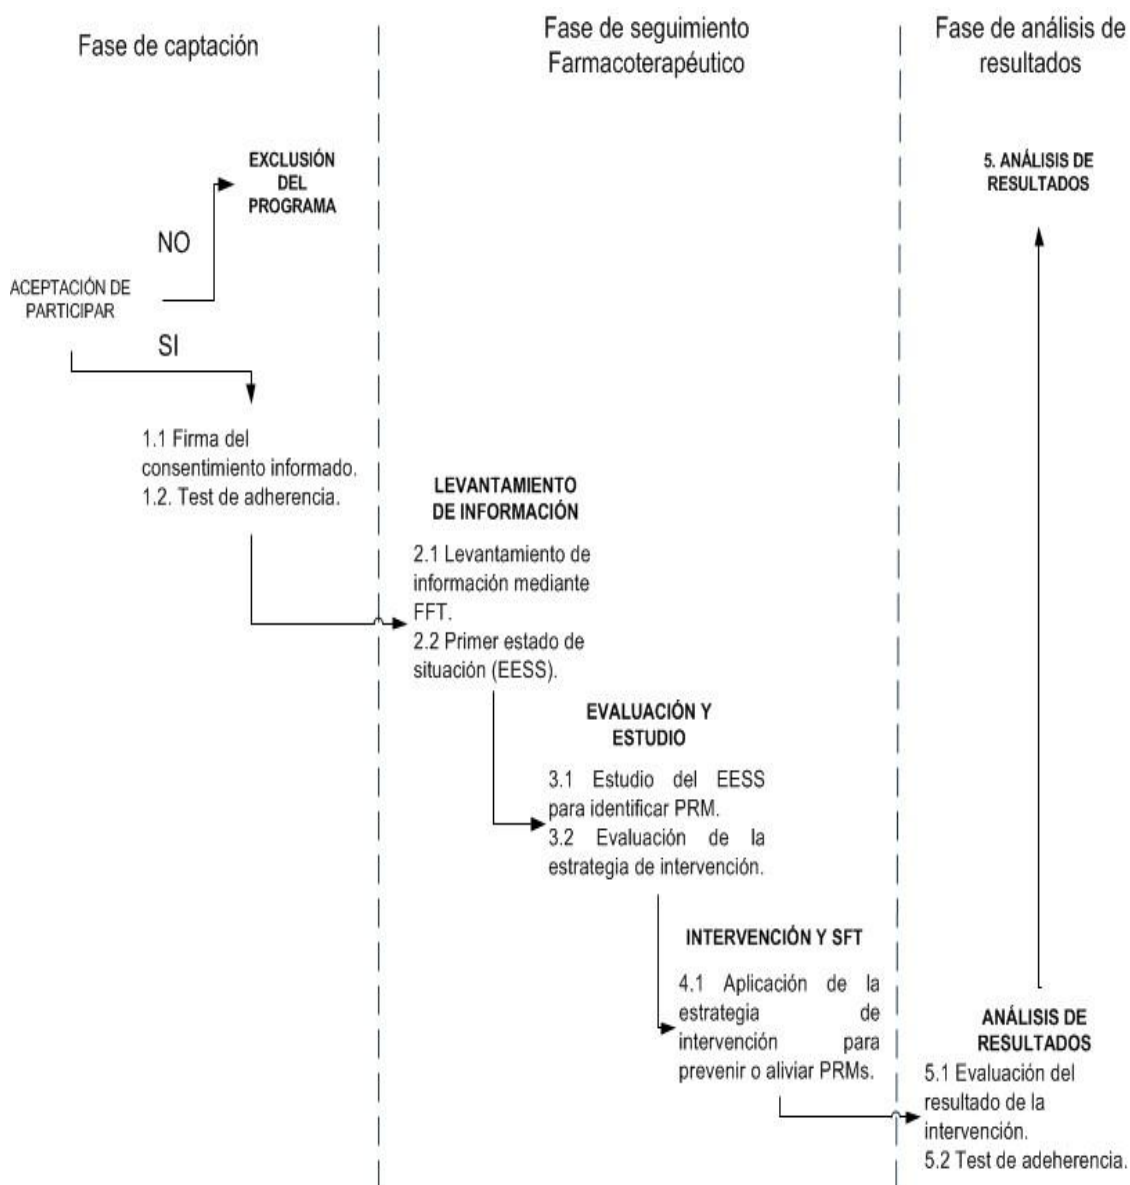 Fase de captación
Fase de seguimiento
Farmacoterapéutico
Fase de análisis de
resultados
EXCLUSIÓN
DEL
PROGRAMA
NO
ACEPTACIÓN DE
PARTICIPAR
SI
1.1 Firma del
consentimiento informado.
1.2. Test de adherencia.
LEVANTAMIENTO
DE INFORMACIÓN
2.1 Levantamiento de
información mediante
FFT.
2.2 Primer estado de
situación (EESS).
EVALUACIÓN Y
ESTUDIO
3.1 Estudio del EESS
para identificar PRM.
3.2 Evaluación de la
estrategia de intervención.
INTERVENCIÓN Y SFT
4.1 Aplicación de la
estrategia de
intervención para
prevenir o aliviar PRMs.
5. ANÁLISIS DE
RESULTADOS
ANÁLISIS DE
RESULTADOS
5.1 Evaluación del
resultado de la
intervención.
5.2 Test de adeherencia.